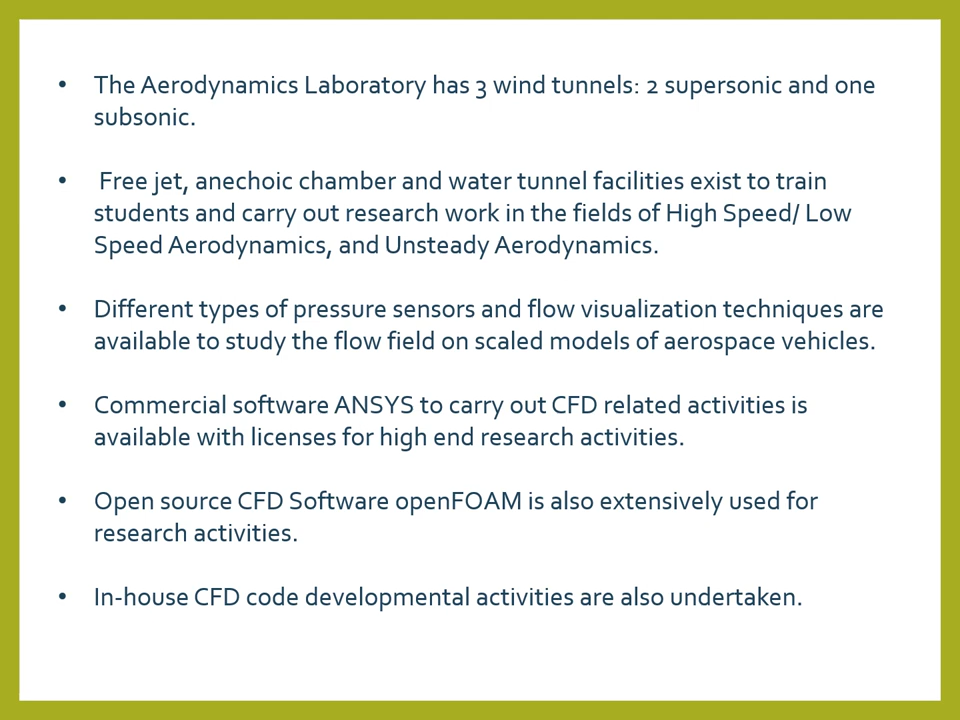 • The Aerodynamics Laboratory has 3 wind tunnels: 2 supersonic and one
subsonic.
• Free jet, anechoic chamber and water tunnel facilities exist to train
students and carry out research work in the fields of High Speed/ Low
Speed Aerodynamics, and Unsteady Aerodynamics.
• Different types of pressure sensors and flow visualization techniques are
available to study the flow field on scaled models of aerospace vehicles.
• Commercial software ANSYS to carry out CFD related activities is
available with licenses for high end research activities.
• Open source CFD Software openFOAM is also extensively used for
research activities.
• In-house CFD code developmental activities are also undertaken.